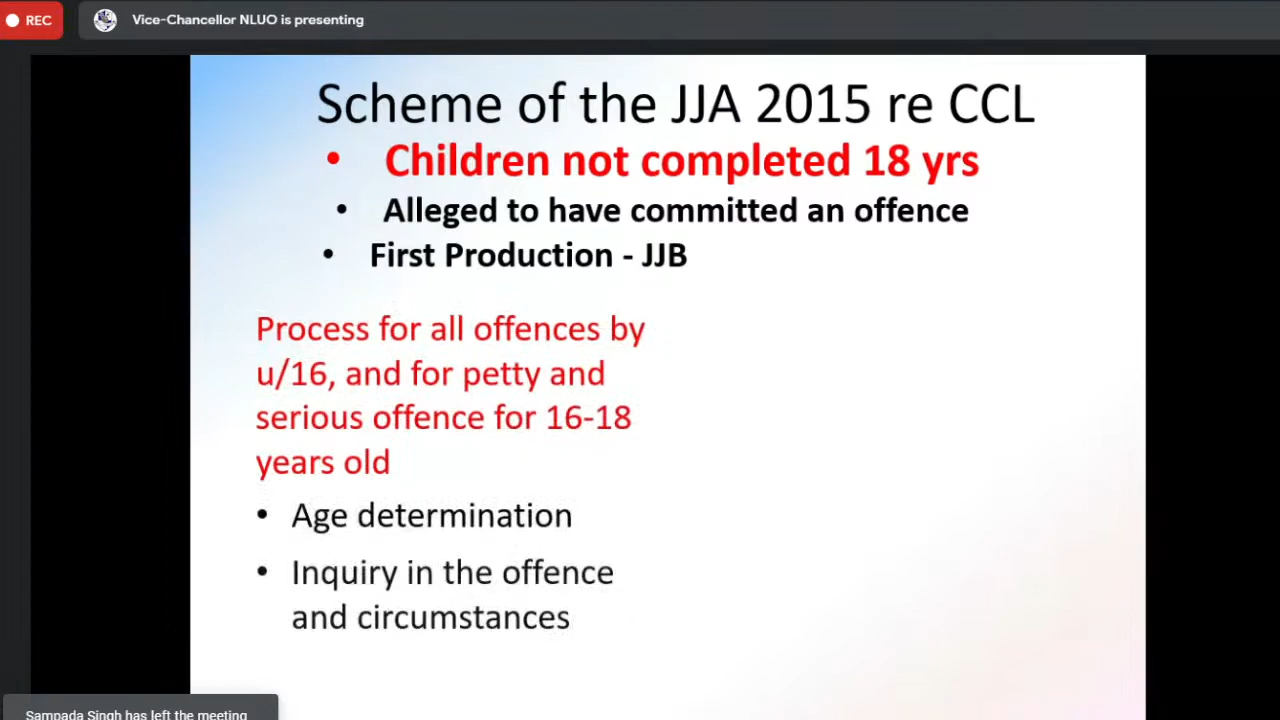 REC
Vice-Chancellor NLUO is presenting
Scheme of the JJA 2015 re CCL
• Children not completed 18 yrs
• Alleged to have committed an offence
• First Production - JJB
Process for all offences by
u/16, and for petty and
serious offence for 16-18
years old
• Age determination
• Inquiry in the offence
and circumstances
Sampada Singh has left the meeting